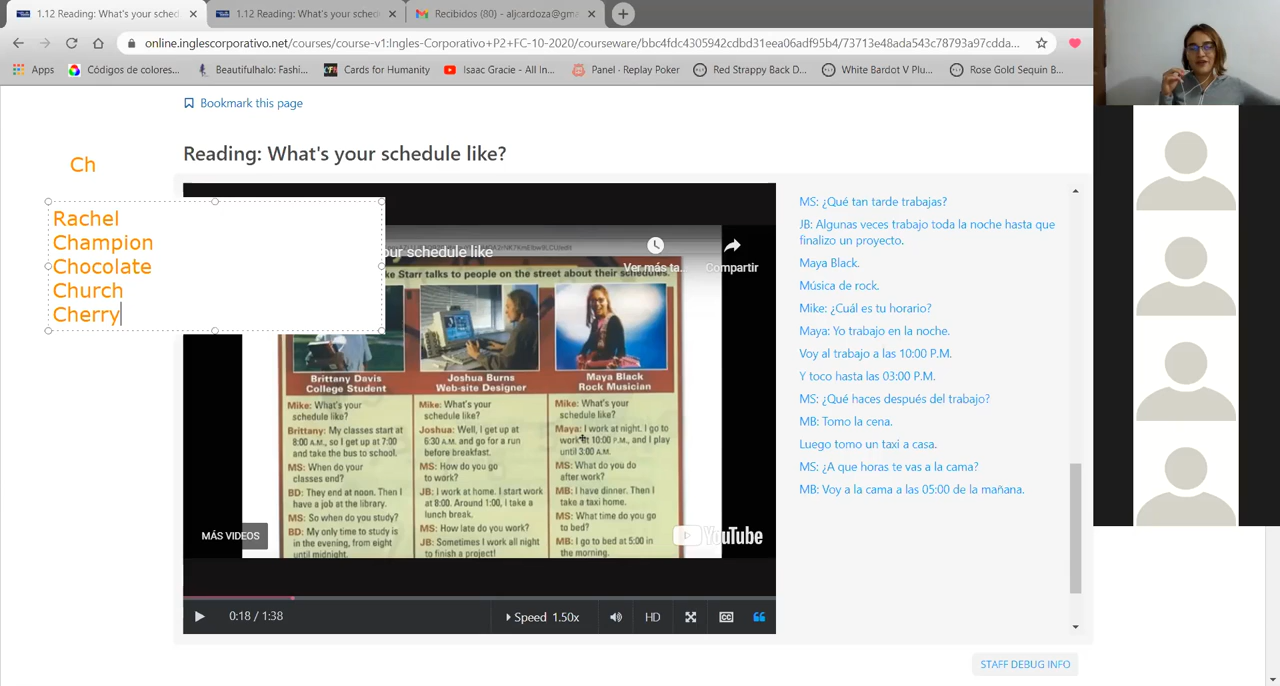 1.12 Reading: What's your sched
1.12 Reading: What's your sched
Recibidos (80) - aljcardoza@gma
online.inglescorporativo.net/courses/course-v1:Ingles-Corporativo+P2+FC-10-2020/courseware/bbc4fdc4305942cdbd31eea06adf95b4/73713e48ada543c78793a97cdda...
Apps
Códigos de colores...
Beautifulhalo: Fashi...
Cards for Humanity
Isaac Gracie - All In...
Panel · Replay Poker
Red Strappy Back D...
White Bardot V Plu...
Rose Gold Sequin B...
Bookmark this page
Reading: What's your schedule like?
Ch
Rachel
Champion
Chocolate
Church
Cherry
our schedule like
Ver más ta...
Compartir
ke Starr talks to people on the street about their schedules.
Brittany Davis
College Student
Mike: What's your
schedule like?
Brittany: My classes start at
8:00 A.M., so I get up at 7:00
and take the bus to school.
MS: When do your
classes end?
BD: They end at noon. Then I
have a job at the library.
MS: So when do you study?
BD: My only time to study is
in the evening, from eight
until midnight.
Joshua Burns
Web-site Designer
Mike: What's your
schedule like?
Joshua: Well, I get up at
6:30 A.M. and go for a run
before breakfast.
MS: How do you go
to work?
JB: I work at home. I start work
at 8:00. Around 1:00, I take a
lunch break.
MS: How late do you work?
JB: Sometimes I work all night
to finish a project!
Maya Black
Rock Musician
Mike: What's your
schedule like?
Maya: I work at night. I go to
work at 10:00 P.M., and I play
until 3:00 A.M.
MS: What do you do
after work?
MB: I have dinner. Then I
take a taxi home.
MS: What time do you go
to bed?
MB: I go to bed at 5:00 in
the morning.
MÁS VIDEOS
YouTube
0:18 / 1:38
Speed 1.50x
HD
MS: ¿Qué tan tarde trabajas?
JB: Algunas veces trabajo toda la noche hasta que
finalizo un proyecto.
Maya Black.
Música de rock.
Mike: ¿Cuál es tu horario?
Maya: Yo trabajo en la noche.
Voy al trabajo a las 10:00 P.M.
Y toco hasta las 03:00 P.M.
MS: ¿Qué haces después del trabajo?
MB: Tomo la cena.
Luego tomo un taxi a casa.
MS: ¿A que horas te vas a la cama?
MB: Voy a la cama a las 05:00 de la mañana.
STAFF DEBUG INFO